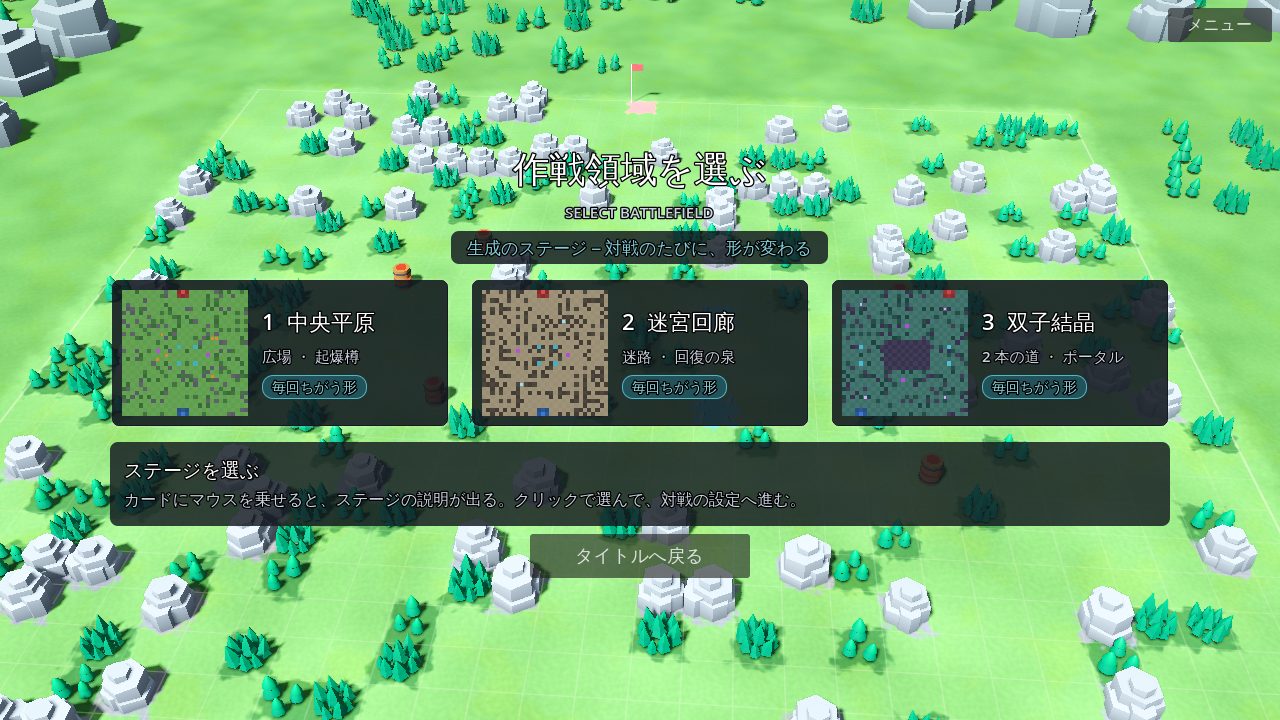 メニュー
作戦領域を選ぶ
SELECT BATTLEFIELD
生成のステージ – 対戦のたびに、形が変わる
1 中央平原
広場 · 起爆樽
毎回ちがう形
2 迷宮回廊
迷路 · 回復の泉
毎回ちがう形
3 双子結晶
2 本の道 · ポータル
毎回ちがう形
ステージを選ぶ
カードにマウスを乗せると、ステージの説明が出る。クリックで選んで、対戦の設定へ進む。
タイトルへ戻る